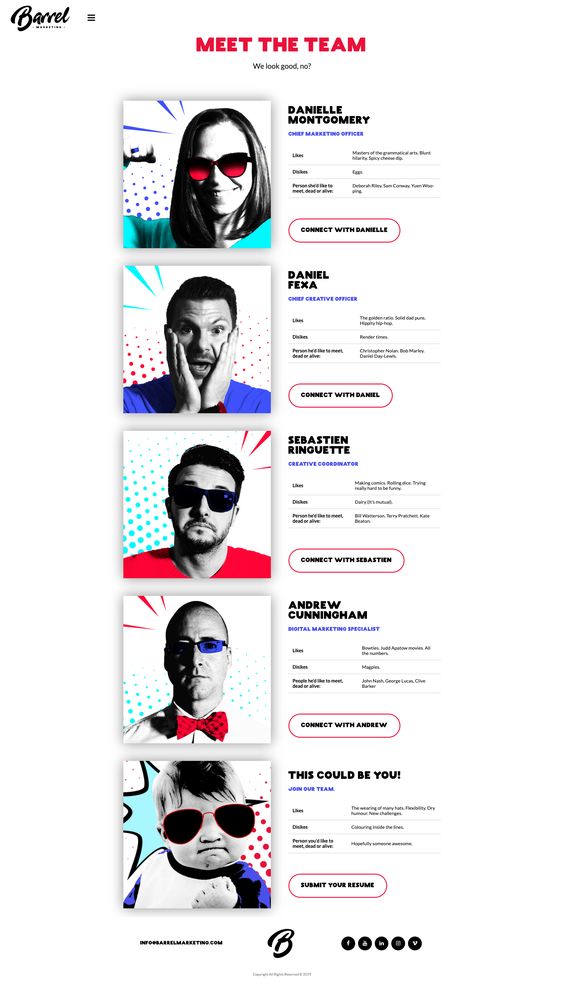 Barrel
MARKETING
MEET THE TEAM
We look good, no?
DANIELLE
MONTGOMERY
CHIEF MARKETING OFFICER
Likes
Masters of the grammatical arts. Blunt
hilarity. Spicy cheese dip.
Dislikes
Eggs.
Person she'd like to
meet, dead or alive:
Deborah Riley, Sam Conway, Yuen Woo-
ping.
CONNECT WITH DANIELLE
DANIEL
FEXA
CHIEF CREATIVE OFFICER
Likes
The golden ratio. Solid dad puns.
Hippity hip-hop.
Dislikes
Render times.
Person he'd like to meet,
dead or alive:
Christopher Nolan, Bob Marley,
Daniel Day-Lewis.
CONNECT WITH DANIEL
SEBASTIEN
RINGUETTE
CREATIVE COORDINATOR
Likes
Making comics. Rolling dice. Trying
really hard to be funny.
Dislikes
Dairy (It's mutual).
Person he'd like to meet,
dead or alive:
Bill Watterson, Terry Pratchett, Kate
Beaton.
CONNECT WITH SEBASTIEN
ANDREW
CUNNINGHAM
DIGITAL MARKETING SPECIALIST
Likes
Bowties. Judd Apatow movies. All
the numbers.
Dislikes
Magpies.
People he'd like to meet,
dead or alive:
John Nash, George Lucas, Clive
Barker
CONNECT WITH ANDREW
THIS COULD BE YOU!
JOIN OUR TEAM.
Likes
The wearing of many hats. Flexibility. Dry
humour. New challenges.
Dislikes
Colouring inside the lines.
Person you'd like to
meet, dead or alive:
Hopefully someone awesome.
SUBMIT YOUR RESUME
INFO@BARRELMARKETING.COM
B
Copyright All Rights Reserved © 2019